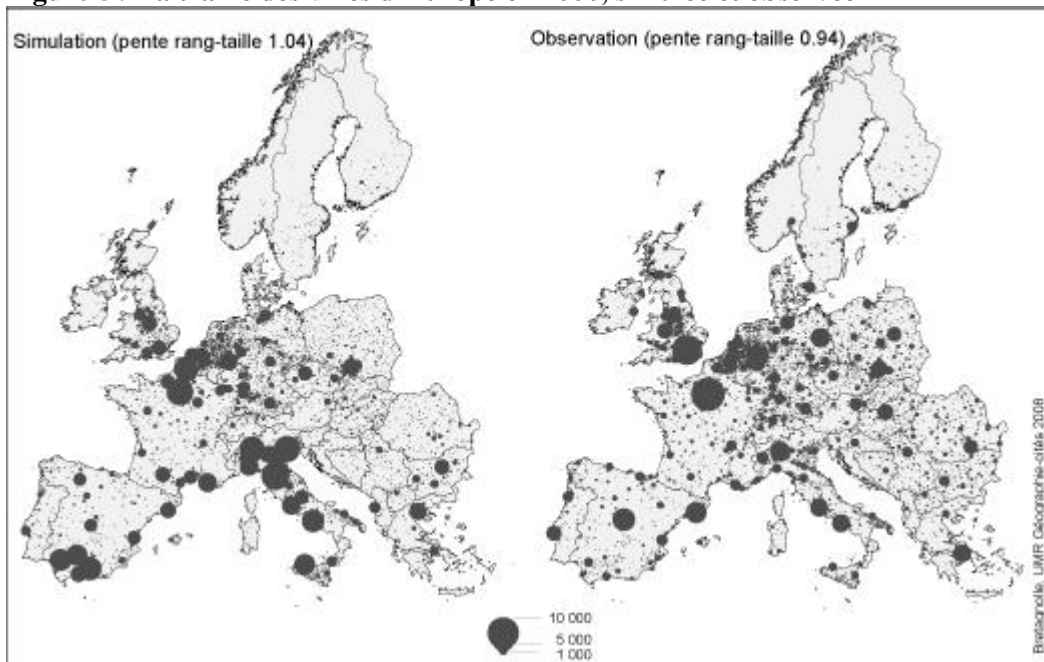 Simulation (pente rang-taille 1.04)
Observation (pente rang-taille 0.94)
10 000
5 000
1 000
Bretagnolle, UMR Géographie-cités 2008